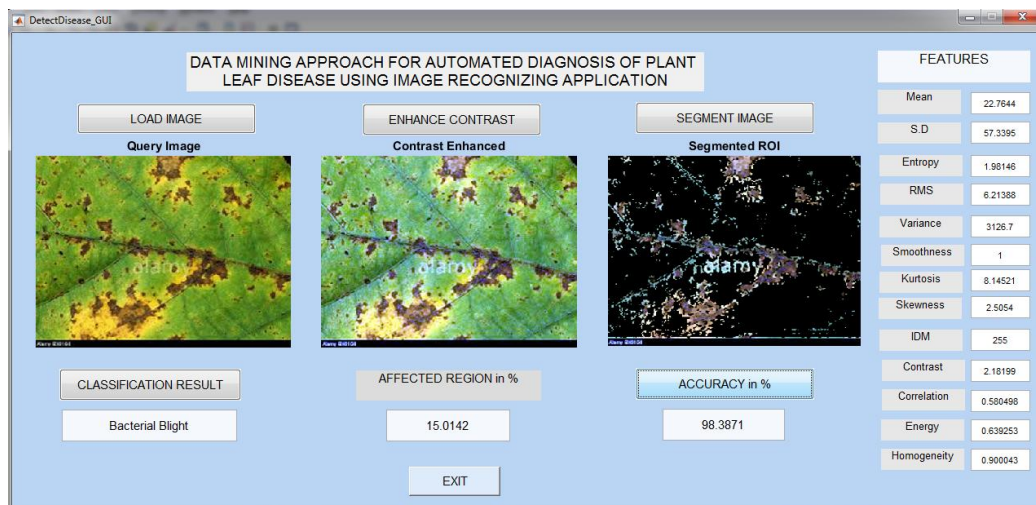 DetectDisease_GUI
DATA MINING APPROACH FOR AUTOMATED DIAGNOSIS OF PLANT
LEAF DISEASE USING IMAGE RECOGNIZING APPLICATION
LOAD IMAGE
ENHANCE CONTRAST
SEGMENT IMAGE
Query Image
Contrast Enhanced
Segmented ROI
alamy
alamy
alamy
CLASSIFICATION RESULT
AFFECTED REGION in %
ACCURACY in %
Bacterial Blight
15.0142
98.3871
EXIT
FEATURES
Mean 22.7644
S.D 57.3395
Entropy 1.98146
RMS 6.21388
Variance 3126.7
Smoothness 1
Kurtosis 8.14521
Skewness 2.5054
IDM 255
Contrast 2.18199
Correlation 0.580498
Energy 0.639253
Homogeneity 0.900043